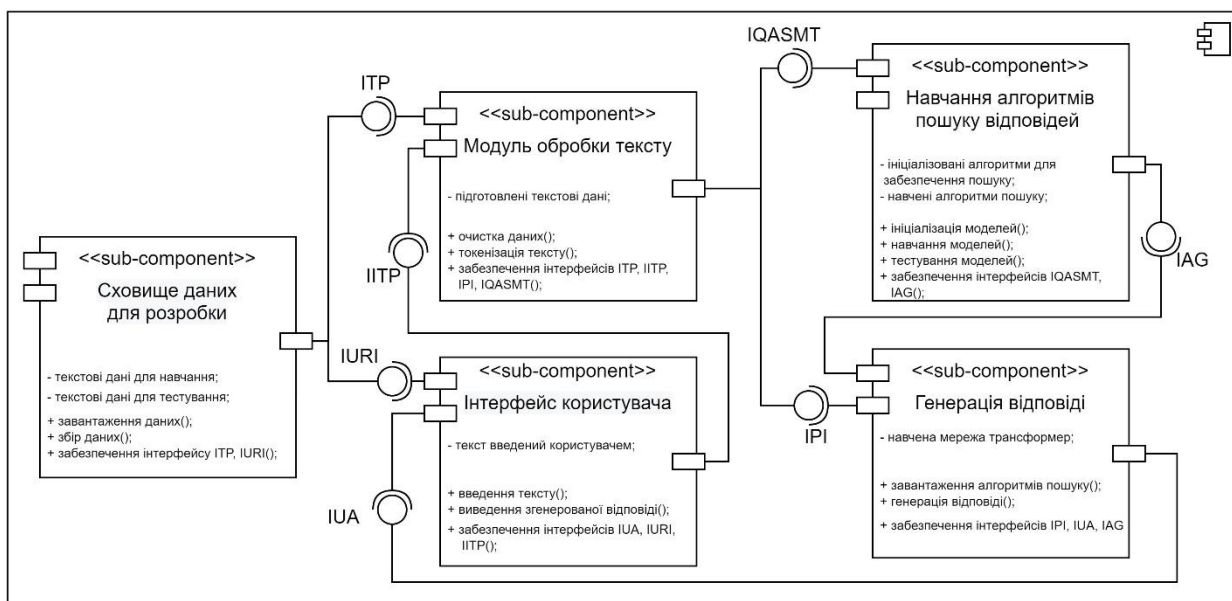 IQASMT
ITP
<<sub-component>>
Модуль обробки тексту
- підготовлені текстові дані;
+ очистка даних();
+ токенізація тексту();
+ забезпечення інтерфейсів ITP, IITP,
IPI, IQASMT();
<<sub-component>>
Навчання алгоритмів
пошуку відповідей
- ініціалізовані алгоритми для
забезпечення пошуку;
- навчені алгоритми пошуку;
+ ініціалізація моделей();
+ навчання моделей();
+ тестування моделей();
+ забезпечення інтерфейсів IQASMT,
IAG();
IAG
IITP
<<sub-component>>
Сховище даних
для розробки
- текстові дані для навчання;
- текстові дані для тестування;
+ завантаження даних();
+ збір даних();
+ забезпечення інтерфейсу ITP, IURI();
IURI
<<sub-component>>
Інтерфейс користувача
- текст введений користувачем;
+ введення тексту();
+ виведення згенерованої відповіді();
+ забезпечення інтерфейсів IUA, IURI,
IITP();
IUA
IPI
<<sub-component>>
Генерація відповіді
- навчена мережа трансформер;
+ завантаження алгоритмів пошуку();
+ генерація відповіді();
+ забезпечення інтерфейсів IPI, IUA, IAG